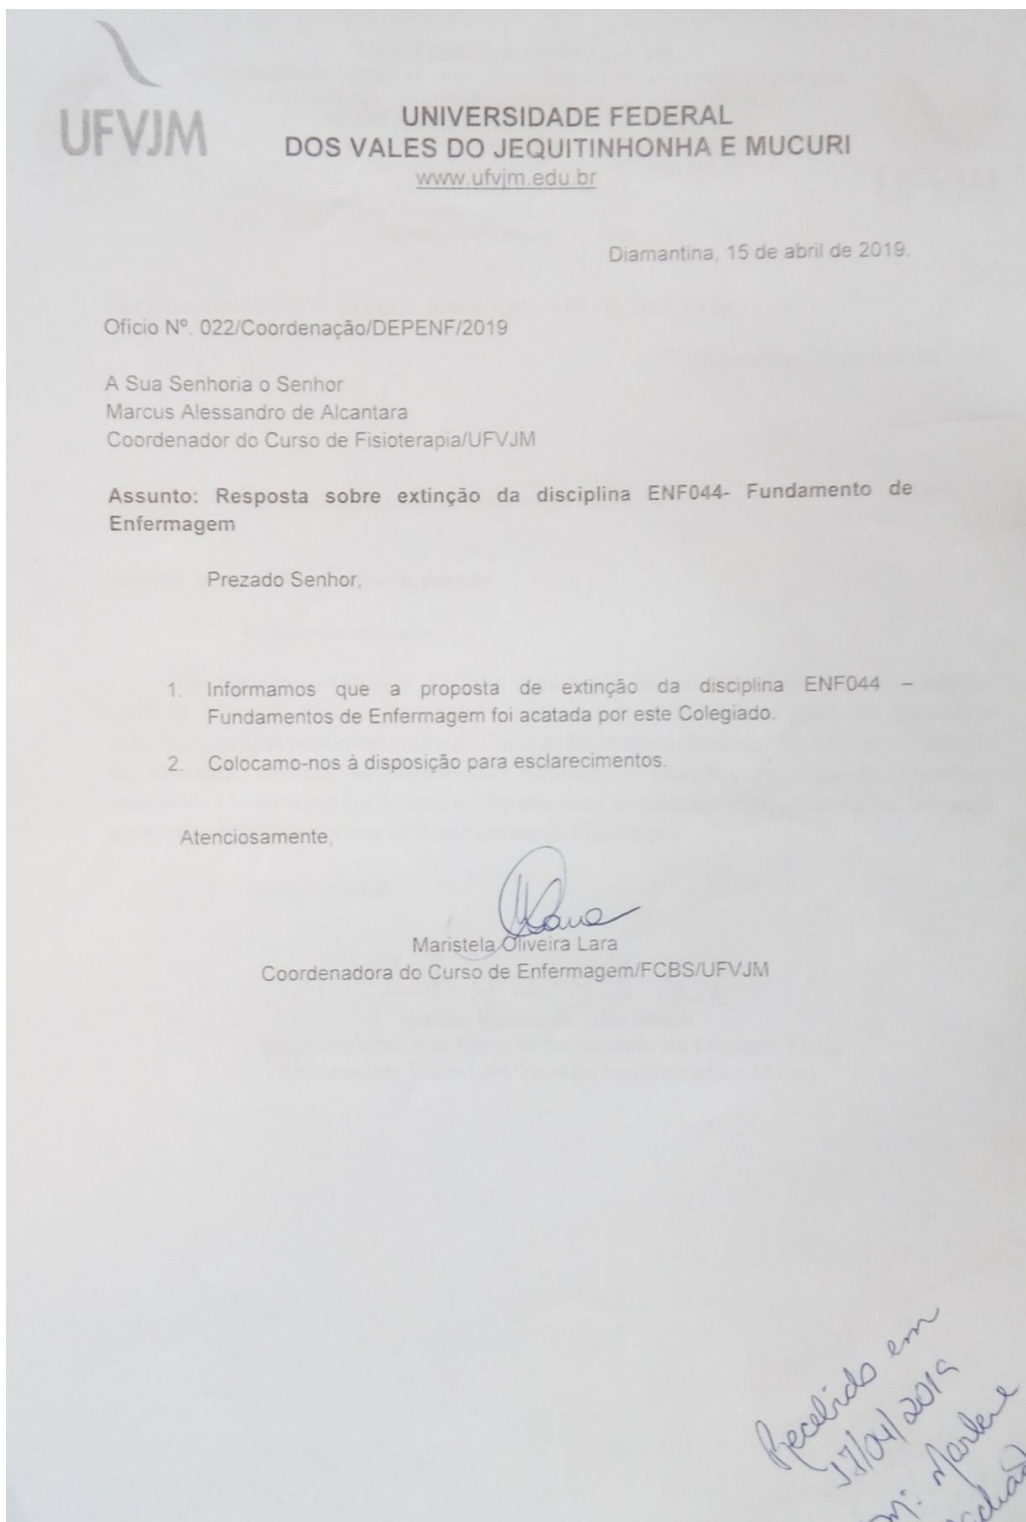 UFVJM
UNIVERSIDADE FEDERAL
DOS VALES DO JEQUITINHONHA E MUCURI
www.ufvjm.edu.br
Diamantina, 15 de abril de 2019.
Ofício Nº. 022/Coordenação/DEPENF/2019
A Sua Senhoria o Senhor
Marcus Alessandro de Alcantara
Coordenador do Curso de Fisioterapia/UFVJM
Assunto: Resposta sobre extinção da disciplina ENF044- Fundamento de
Enfermagem
Prezado Senhor,
1. Informamos que a proposta de extinção da disciplina ENF044 –
Fundamentos de Enfermagem foi acatada por este Colegiado.
2. Colocamo-nos à disposição para esclarecimentos.
Atenciosamente,
Maristela Oliveira Lara
Coordenadora do Curso de Enfermagem/FCBS/UFVJM
Recebido em
17/04/2019
Marlene